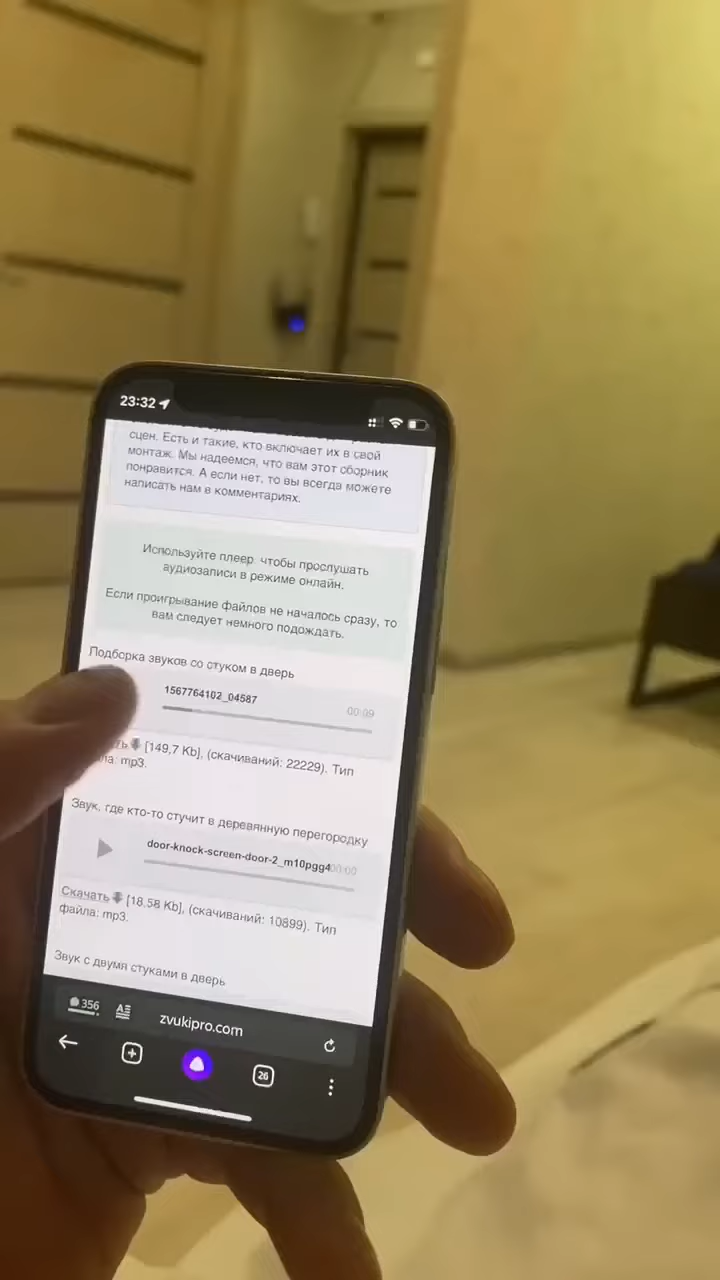 23:32
сцен. Есть и такие, кто включает их в свой
монтаж. Мы надеемся, что вам этот сборник
понравится. А если нет, то вы всегда можете
написать нам в комментариях.
Используйте плеер, чтобы прослушать
аудиозаписи в режиме онлайн.
Если проигрывание файлов не началось сразу, то
вам следует немного подождать.
Подборка звуков со стуком в дверь
1567764102_04587 00:09
[149,7 Kb], (скачиваний: 22229). Тип
mp3.
Звук, где кто-то стучит в деревянную перегородку
door-knock-screen-door-2_m10pgg4 00:00
Скачать [18,58 Kb], (скачиваний: 10899). Тип
файла: mp3.
Звук с двумя стуками в дверь
356
zvukipro.com
26